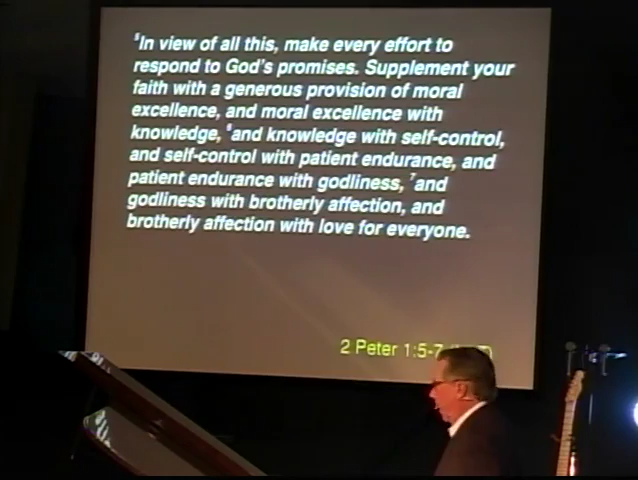 ⁵In view of all this, make every effort to
respond to God's promises. Supplement your
faith with a generous provision of moral
excellence, and moral excellence with
knowledge, ⁶and knowledge with self-control,
and self-control with patient endurance, and
patient endurance with godliness, ⁷and
godliness with brotherly affection, and
brotherly affection with love for everyone.
2 Peter 1:5-7